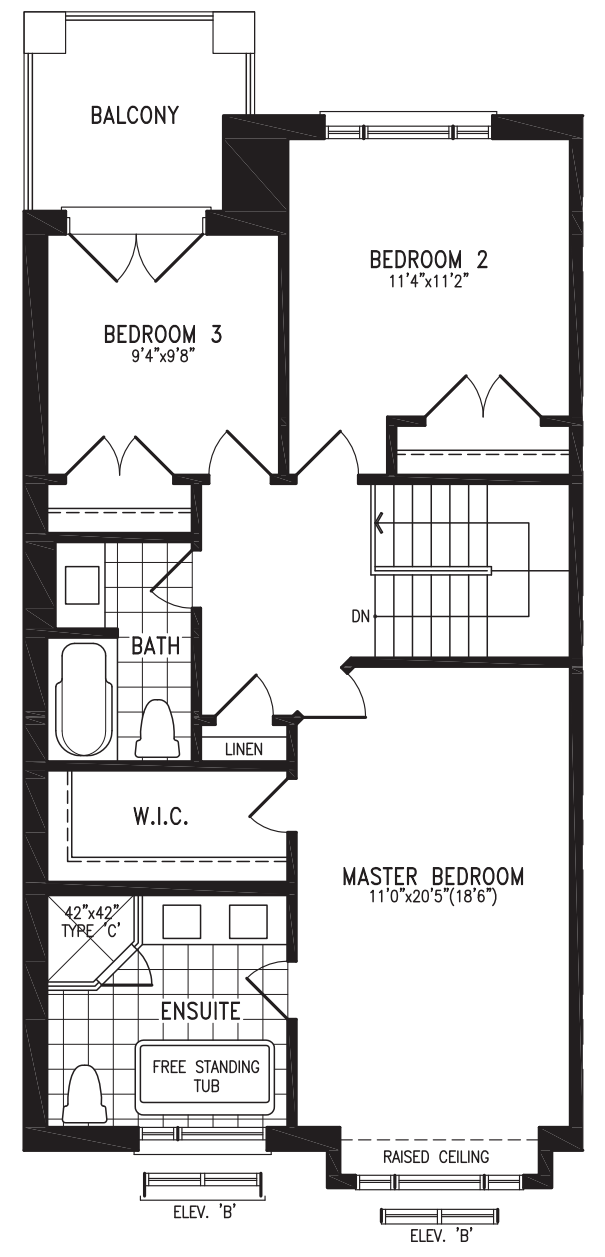 BALCONY
BEDROOM 2
11'4"x11'2"
BEDROOM 3
9'4"x9'8"
DN
BATH
LINEN
W.I.C.
MASTER BEDROOM
11'0"x20'5"(18'6")
42"x42"
TYPE 'C'
ENSUITE
FREE STANDING
TUB
RAISED CEILING
ELEV. 'B'
ELEV. 'B'